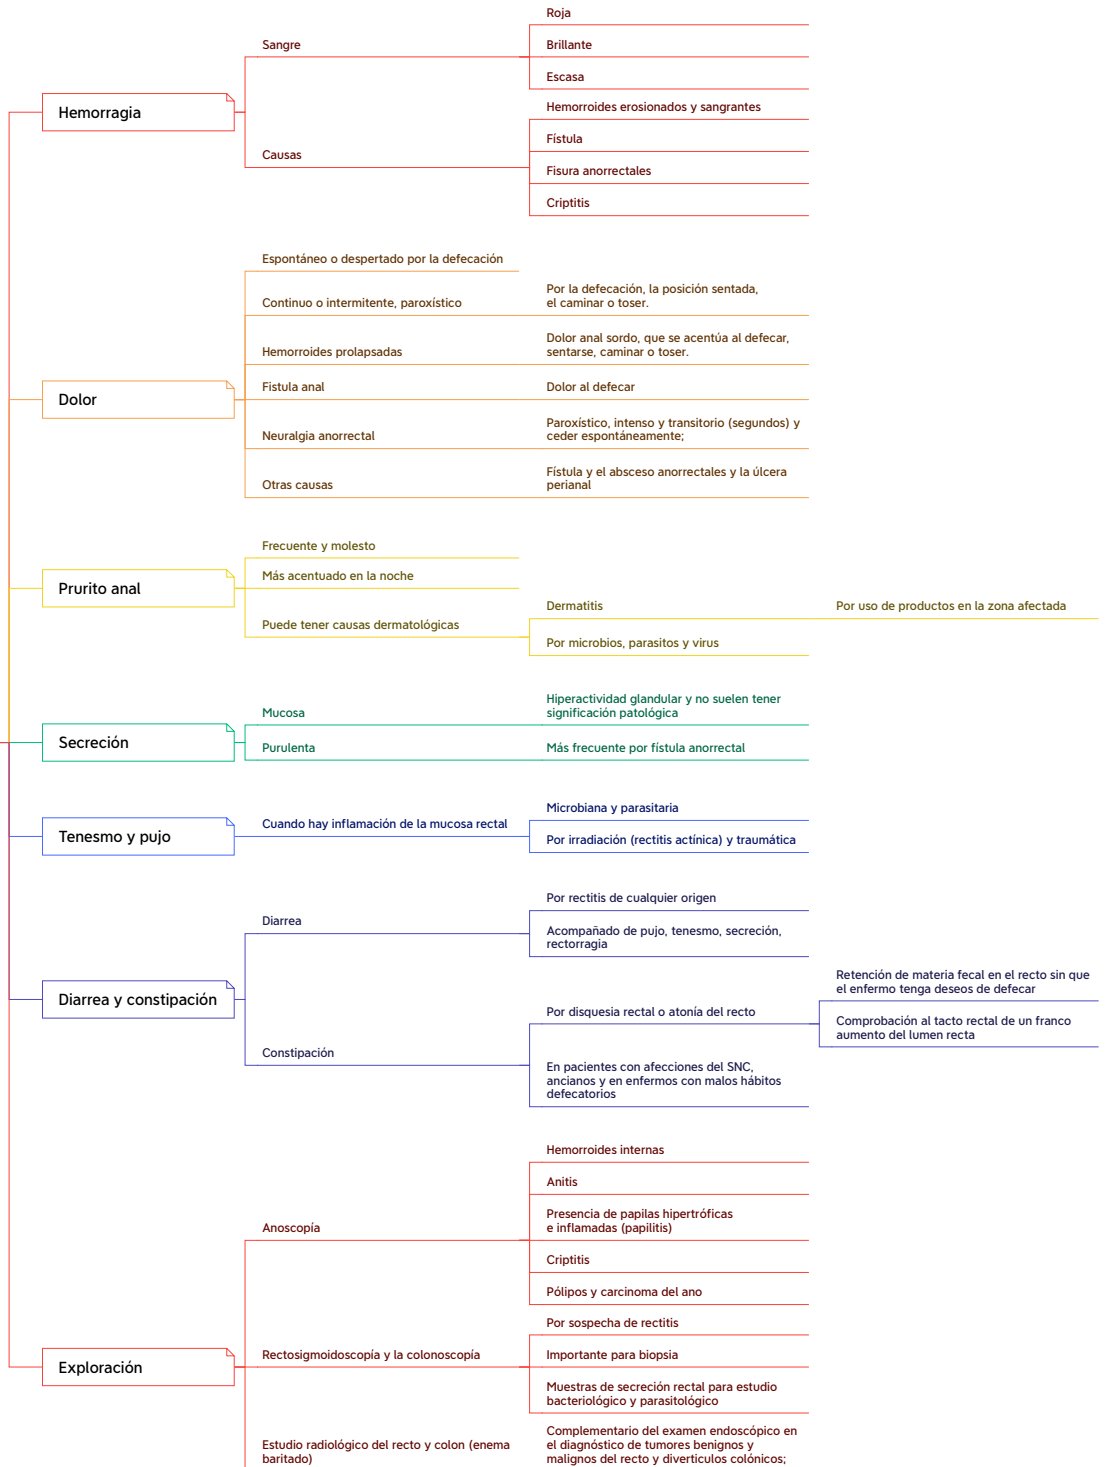 Hemorragia
Sangre
Roja
Brillante
Escasa
Causas
Hemorroides erosionados y sangrantes
Fístula
Fisura anorrectales
Criptitis
Dolor
Espontáneo o despertado por la defecación
Continuo o intermitente, paroxístico
Por la defecación, la posición sentada,
el caminar o toser.
Hemorroides prolapsadas
Dolor anal sordo, que se acentúa al defecar,
sentarse, caminar o toser.
Fistula anal
Dolor al defecar
Neuralgia anorrectal
Paroxístico, intenso y transitorio (segundos) y
ceder espontáneamente;
Otras causas
Fístula y el absceso anorrectales y la úlcera
perianal
Prurito anal
Frecuente y molesto
Más acentuado en la noche
Puede tener causas dermatológicas
Dermatitis
Por uso de productos en la zona afectada
Por microbios, parasitos y virus
Secreción
Mucosa
Hiperactividad glandular y no suelen tener
significación patológica
Purulenta
Más frecuente por fístula anorrectal
Tenesmo y pujo
Cuando hay inflamación de la mucosa rectal
Microbiana y parasitaria
Por irradiación (rectitis actínica) y traumática
Diarrea y constipación
Diarrea
Por rectitis de cualquier origen
Acompañado de pujo, tenesmo, secreción,
rectorragia
Constipación
Por disquesia rectal o atonía del recto
Retención de materia fecal en el recto sin que
el enfermo tenga deseos de defecar
Comprobación al tacto rectal de un franco
aumento del lumen recta
En pacientes con afecciones del SNC,
ancianos y en enfermos con malos hábitos
defecatorios
Exploración
Anoscopía
Hemorroides internas
Anitis
Presencia de papilas hipertróficas
e inflamadas (papilitis)
Criptitis
Pólipos y carcinoma del ano
Rectosigmoidoscopía y la colonoscopía
Por sospecha de rectitis
Importante para biopsia
Muestras de secreción rectal para estudio
bacteriológico y parasitológico
Estudio radiológico del recto y colon (enema
baritado)
Complementario del examen endoscópico en
el diagnóstico de tumores benignos y
malignos del recto y diverticulos colónicos;